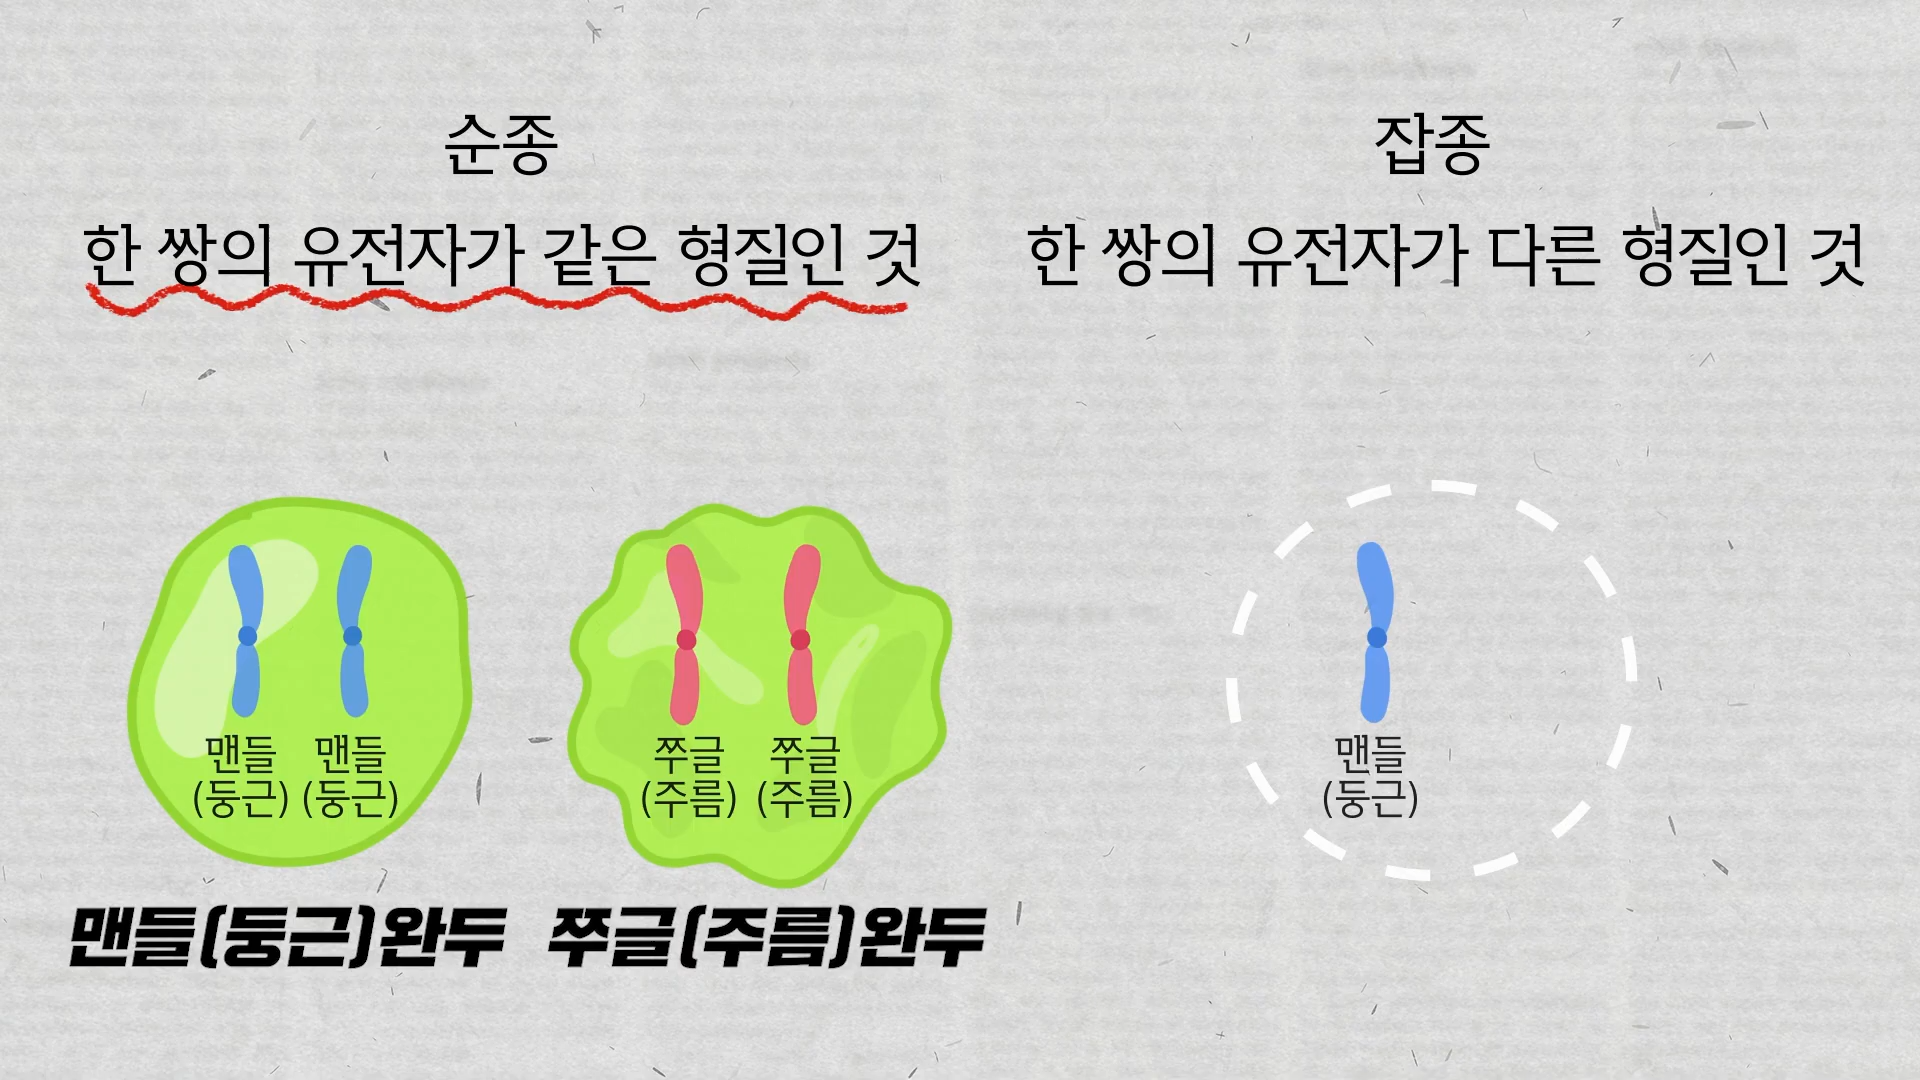 순종
한 쌍의 유전자가 같은 형질인 것
맨들 맨들
(둥근) (둥근)
쭈글 쭈글
(주름) (주름)
맨들(둥근)완두 쭈글(주름)완두
잡종
한 쌍의 유전자가 다른 형질인 것
맨들
(둥근)